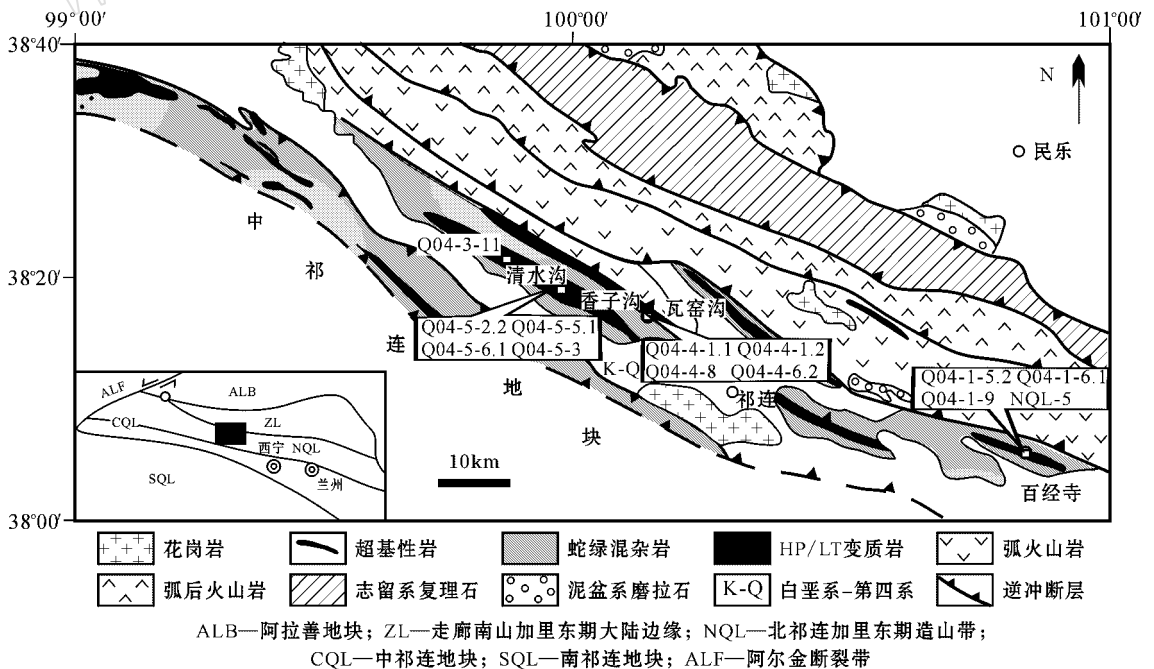 99°00′ 100°00′ 101°00′
38°40′
N
民乐
中
Q04-3-11
38°20′
清水沟
祁
香子沟
瓦窑沟
Q04-5-2.2 Q04-5-5.1
Q04-5-6.1 Q04-5-3
连
Q04-4-1.1 Q04-4-1.2
Q04-4-8 Q04-4-6.2
K-Q
Q04-1-5.2 Q04-1-6.1
Q04-1-9 NQL-5
地
祁连
块
ALF
ALB
CQL
ZL
西宁 NQL
SQL
兰州
10km
百经寺
38°00′
花岗岩 超基性岩 蛇绿混杂岩 HP/LT变质岩 弧火山岩
弧后火山岩 志留系复理石 泥盆系磨拉石 K-Q 白垩系-第四系 逆冲断层
ALB—阿拉善地块；ZL—走廊南山加里东期大陆边缘；NQL—北祁连加里东期造山带；
CQL—中祁连地块；SQL—南祁连地块；ALF—阿尔金断裂带